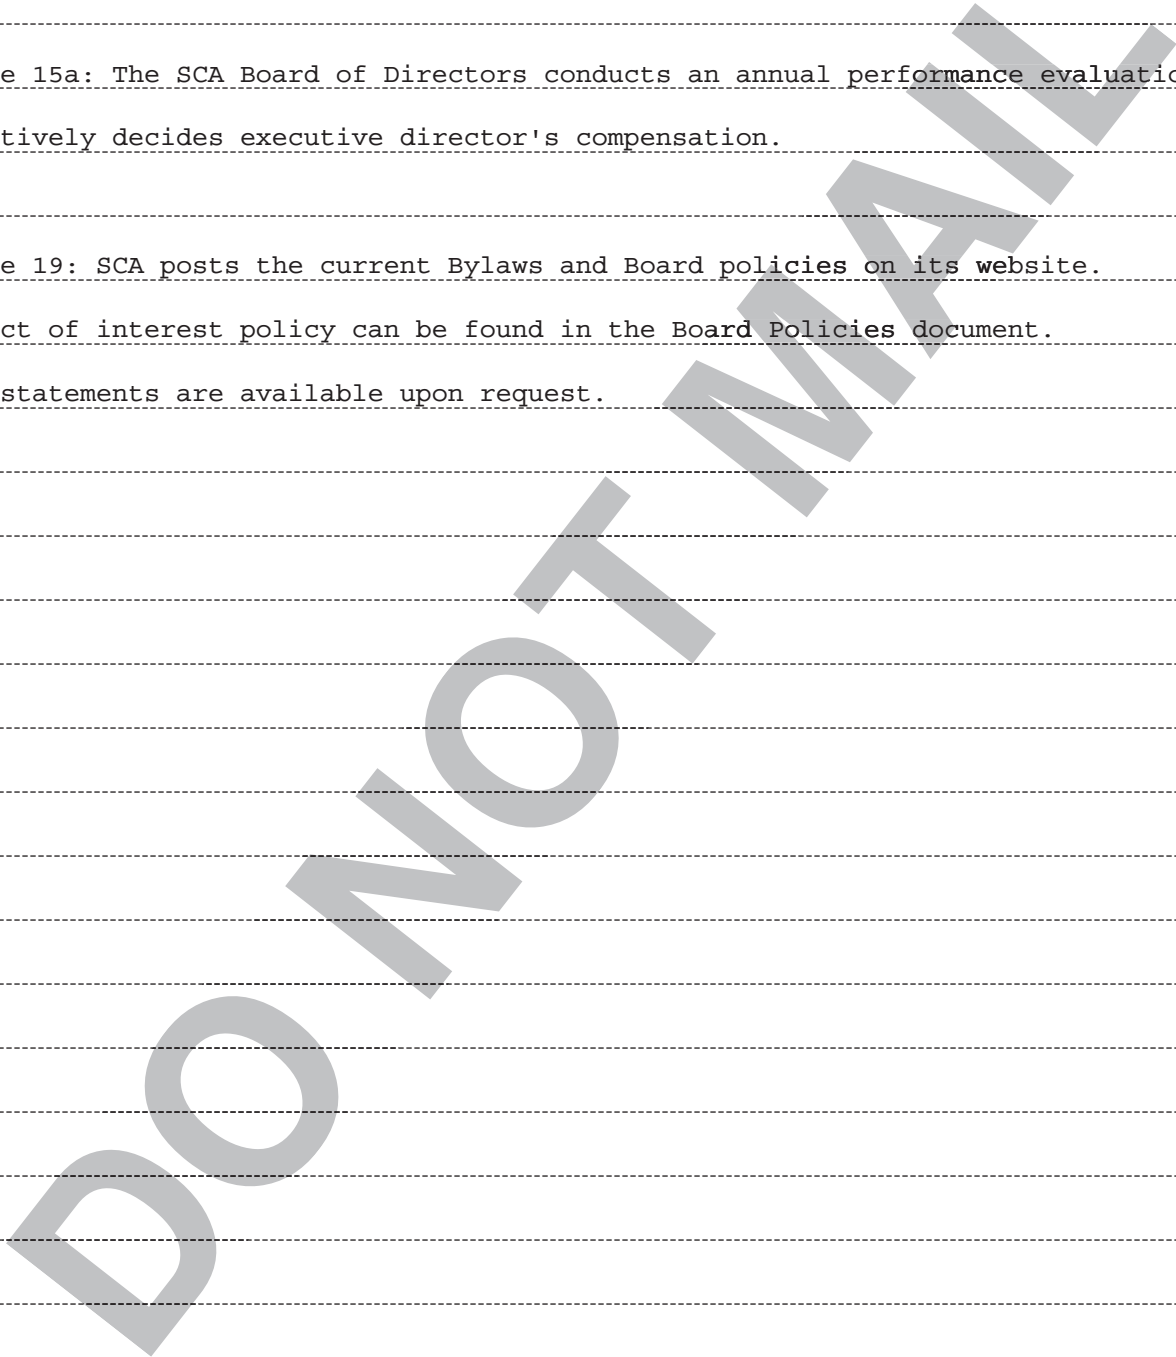 e 15a: The SCA Board of Directors conducts an annual performance evaluatio
tively decides executive director's compensation.
e 19: SCA posts the current Bylaws and Board policies on its website.
ct of interest policy can be found in the Board Policies document.
statements are available upon request.
DO NOT MAIL